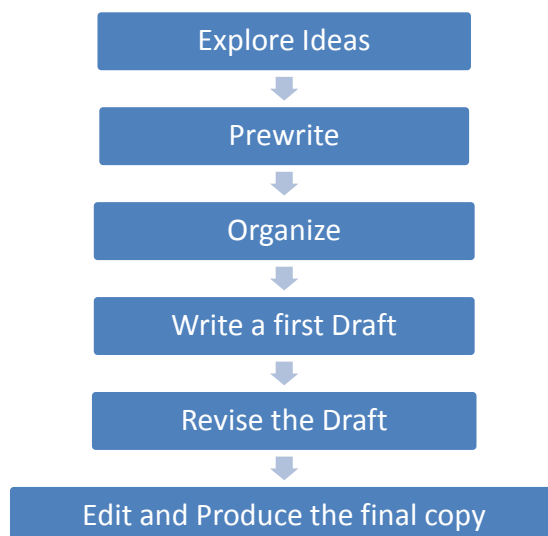 Explore Ideas
Prewrite
Organize
Write a first Draft
Revise the Draft
Edit and Produce the final copy